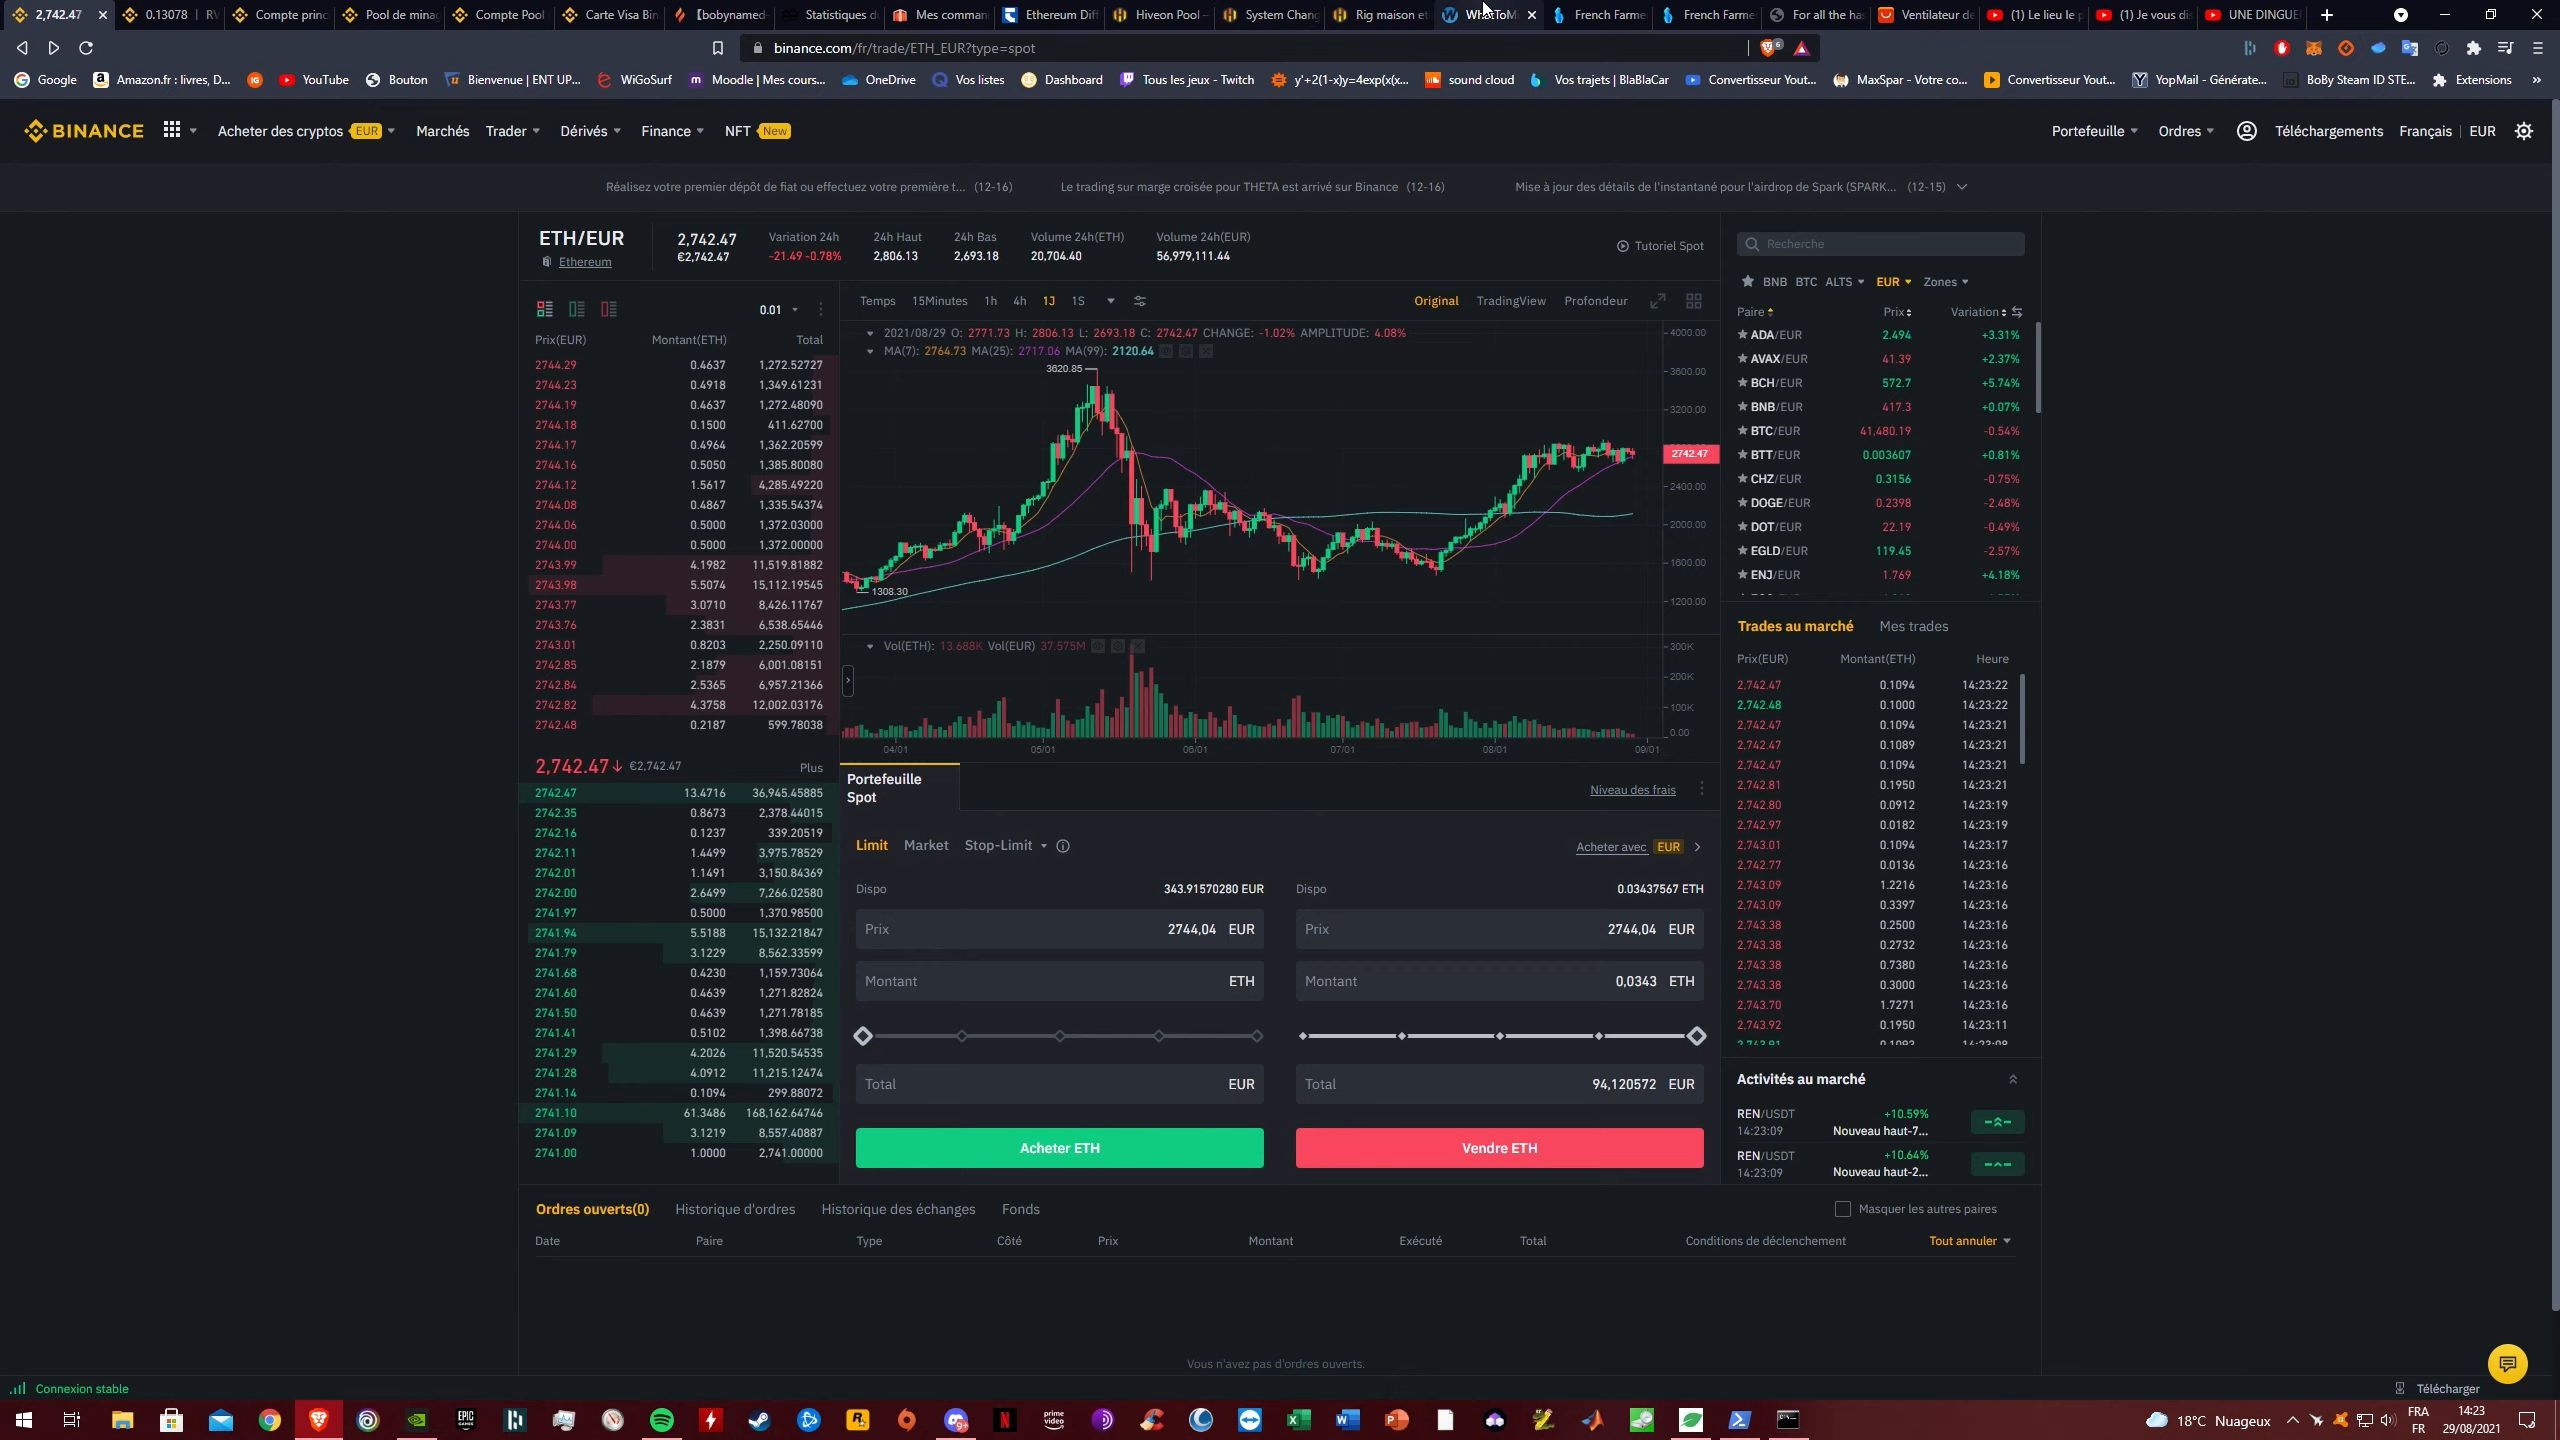 2,742.47
0.13078 | RV
Compte princ
Pool de minag
Compte Pool
Carte Visa Bin
【bobynamed-
Statistiques d
Mes comman
Ethereum Diff
Hiveon Pool -
System Chang
Rig maison et
WhatToM
French Farme
French Farme
For all the has
Ventilateur de
(1) Le lieu le p
(1) Je vous dis
UNE DINGUE
binance.com/fr/trade/ETH_EUR?type=spot
Google
Amazon.fr : livres, D...
YouTube
Bouton
Bienvenue | ENT UP...
WiGoSurf
Moodle | Mes cours...
OneDrive
Vos listes
Dashboard
Tous les jeux - Twitch
y'+2(1-x)y=4exp(x(x...
sound cloud
Vos trajets | BlaBlaCar
Convertisseur Yout...
MaxSpar - Votre co...
Convertisseur Yout...
YopMail - Générate...
BoBy Steam ID STE...
Extensions
BINANCE
Acheter des cryptos EUR
Marchés
Trader
Dérivés
Finance
NFT New
Portefeuille
Ordres
Téléchargements
Français | EUR
Réalisez votre premier dépôt de fiat ou effectuez votre première t... (12-16)
Le trading sur marge croisée pour THETA est arrivé sur Binance (12-16)
Mise à jour des détails de l'instantané pour l'airdrop de Spark (SPARK... (12-15)
ETH/EUR
Ethereum
2,742.47
€2,742.47
Variation 24h
-21.49 -0.78%
24h Haut
2,806.13
24h Bas
2,693.18
Volume 24h(ETH)
20,704.40
Volume 24h(EUR)
56,979,111.44
Tutoriel Spot
0.01
Prix(EUR) Montant(ETH) Total
2744.29 0.4637 1,272.52727
2744.23 0.4918 1,349.61231
2744.19 0.4637 1,272.48090
2744.18 0.1500 411.62700
2744.17 0.4964 1,362.20599
2744.16 0.5050 1,385.80080
2744.12 1.5617 4,285.49220
2744.08 0.4867 1,335.54374
2744.06 0.5000 1,372.03000
2744.00 0.5000 1,372.00000
2743.99 4.1982 11,519.81882
2743.98 5.5074 15,112.19545
2743.77 3.0710 8,426.11767
2743.76 2.3831 6,538.65446
2743.01 0.8203 2,250.09110
2742.85 2.1879 6,001.08151
2742.84 2.5365 6,957.21366
2742.82 4.3758 12,002.03176
2742.48 0.2187 599.78038
2,742.47↓ €2,742.47 Plus
2742.47 13.4716 36,945.45885
2742.35 0.8673 2,378.44015
2742.16 0.1237 339.20519
2742.11 1.4499 3,975.78529
2742.01 1.1491 3,150.84369
2742.00 2.6499 7,266.02580
2741.97 0.5000 1,370.98500
2741.94 5.5188 15,132.21847
2741.79 3.1229 8,562.33599
2741.68 0.4230 1,159.73064
2741.60 0.4639 1,271.82824
2741.50 0.4639 1,271.78185
2741.41 0.5102 1,398.66738
2741.29 4.2026 11,520.54535
2741.28 4.0912 11,215.12474
2741.14 0.1094 299.88072
2741.10 61.3486 168,162.64746
2741.09 3.1219 8,557.40887
2741.00 1.0000 2,741.00000
Temps 15Minutes 1h 4h 1J 1S
Original TradingView Profondeur
2021/08/29 O: 2771.73 H: 2806.13 L: 2693.18 C: 2742.47 CHANGE: -1.02% AMPLITUDE: 4.08%
MA(7): 2764.73 MA(25): 2717.06 MA(99): 2120.64
3620.85
1308.30
4000.00
3600.00
3200.00
2742.47
2400.00
2000.00
1600.00
1200.00
Vol(ETH): 13.688K Vol(EUR) 37.575M
300K
200K
100K
0.00
04/01 05/01 06/01 07/01 08/01 09/01
Portefeuille
Spot
Niveau des frais
Limit Market Stop-Limit
Acheter avec EUR
Dispo 343.91570280 EUR
Prix 2744,04 EUR
Montant ETH
Total EUR
Acheter ETH
Dispo 0.03437567 ETH
Prix 2744,04 EUR
Montant 0,0343 ETH
Total 94,120572 EUR
Vendre ETH
Recherche
BNB BTC ALTS EUR Zones
Paire Prix Variation
ADA/EUR 2.494 +3.31%
AVAX/EUR 41.39 +2.37%
BCH/EUR 572.7 +5.74%
BNB/EUR 417.3 +0.07%
BTC/EUR 41,480.19 -0.54%
BTT/EUR 0.003607 +0.81%
CHZ/EUR 0.3156 -0.75%
DOGE/EUR 0.2398 -2.48%
DOT/EUR 22.19 -0.49%
EGLD/EUR 119.45 -2.57%
ENJ/EUR 1.769 +4.18%
Trades au marché Mes trades
Prix(EUR) Montant(ETH) Heure
2,742.47 0.1094 14:23:22
2,742.48 0.1000 14:23:22
2,742.47 0.1094 14:23:21
2,742.47 0.1089 14:23:21
2,742.47 0.1094 14:23:21
2,742.81 0.1950 14:23:21
2,742.80 0.0912 14:23:19
2,742.97 0.0182 14:23:19
2,743.01 0.1094 14:23:17
2,742.77 0.0136 14:23:16
2,743.09 1.2216 14:23:16
2,743.09 0.3397 14:23:16
2,743.38 0.2500 14:23:16
2,743.38 0.2732 14:23:16
2,743.38 0.7380 14:23:16
2,743.38 0.3000 14:23:16
2,743.70 1.7271 14:23:16
2,743.92 0.1950 14:23:11
Activités au marché
REN/USDT +10.59%
14:23:09 Nouveau haut-7...
REN/USDT +10.64%
14:23:09 Nouveau haut-2...
Ordres ouverts(0) Historique d'ordres Historique des échanges Fonds
Masquer les autres paires
Date Paire Type Côté Prix Montant Exécuté Total Conditions de déclenchement Tout annuler
Vous n'avez pas d'ordres ouverts.
Connexion stable
Télécharger
18°C Nuageux
FRA
FR
14:23
29/08/2021